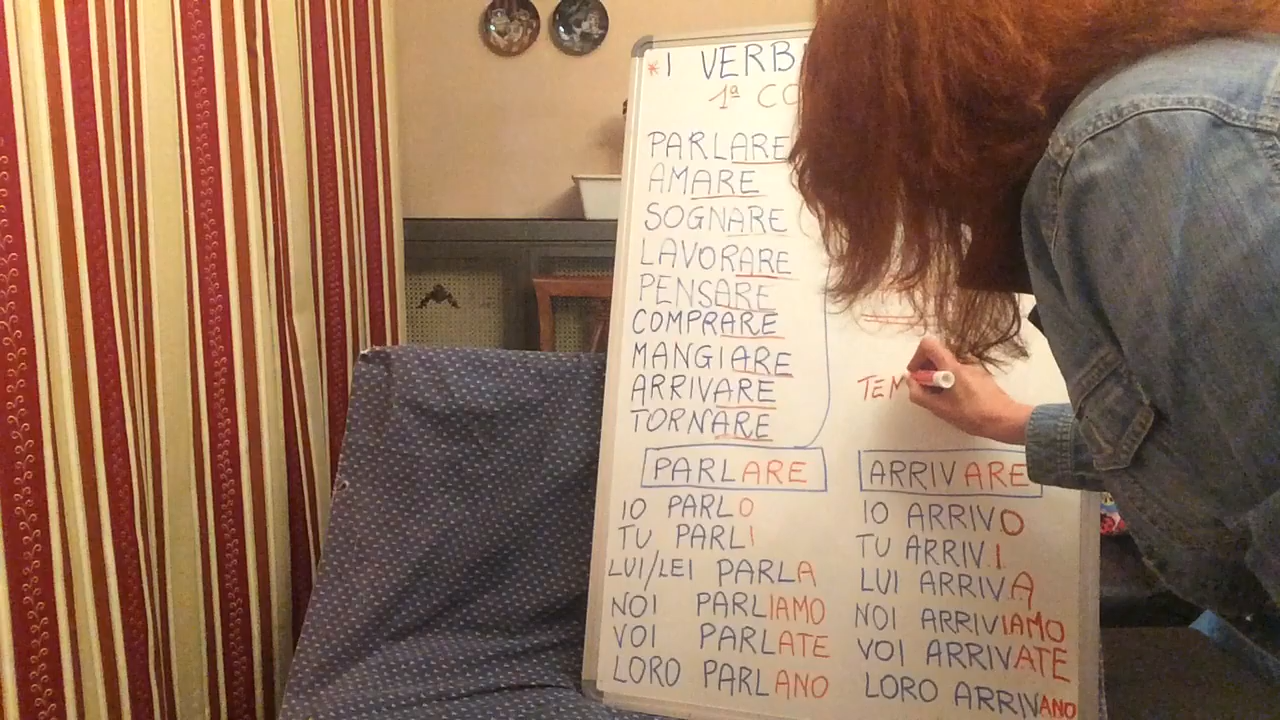 *I VERB
1ª CO
PARLARE
AMARE
SOGNARE
LAVORARE
PENSARE
COMPRARE
MANGIARE
ARRIVARE
TORNARE
TEM
PARLARE
IO PARLO
TU PARLI
LUI/LEI PARLA
NOI PARLIAMO
VOI PARLATE
LORO PARLANO
ARRIVARE
IO ARRIVO
TU ARRIVI
LUI ARRIVA
NOI ARRIVIAMO
VOI ARRIVATE
LORO ARRIVANO